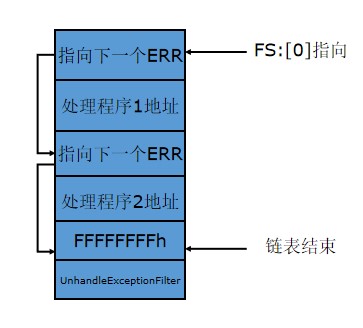 指向下一个ERR
FS:[0]指向
处理程序1地址
指向下一个ERR
处理程序2地址
FFFFFFFFh
链表结束
UnhandleExceptionFilter